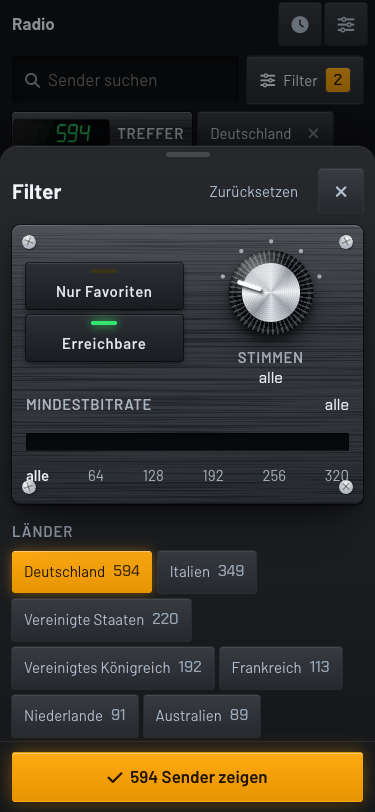 Radio
Sender suchen
Filter 2
594 TREFFER
Deutschland
Filter
Zurücksetzen
Nur Favoriten
Erreichbare
STIMMEN
alle
MINDESTBITRATE alle
alle 64 128 192 256 320
LÄNDER
Deutschland 594 Italien 349
Vereinigte Staaten 220
Vereinigtes Königreich 192 Frankreich 113
Niederlande 91 Australien 89
594 Sender zeigen